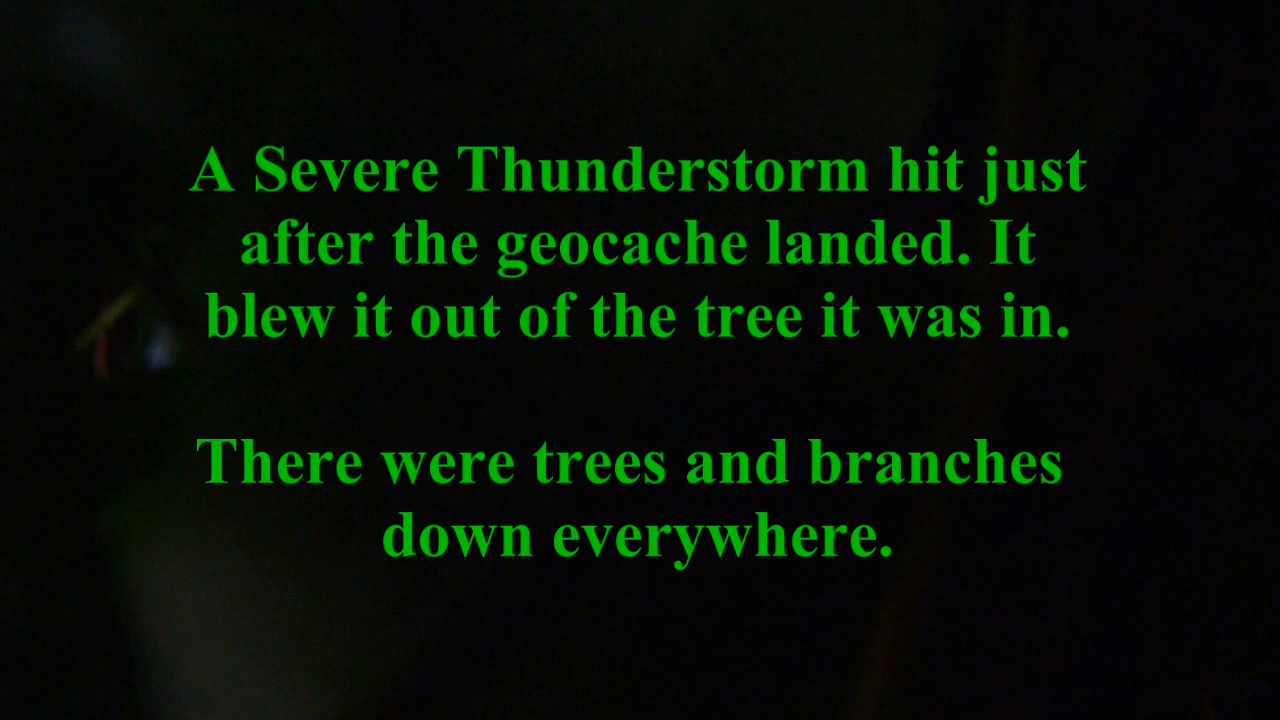 A Severe Thunderstorm hit just
after the geocache landed. It
blew it out of the tree it was in.
There were trees and branches
down everywhere.